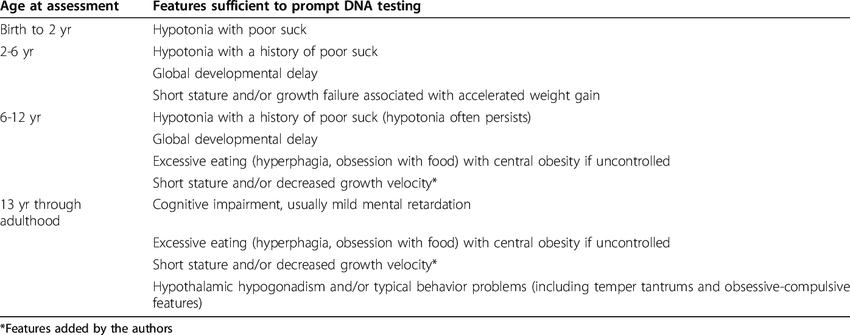 Age at assessment Features sufficient to prompt DNA testing
Birth to 2 yr Hypotonia with poor suck
2-6 yr Hypotonia with a history of poor suck
Global developmental delay
Short stature and/or growth failure associated with accelerated weight gain
6-12 yr Hypotonia with a history of poor suck (hypotonia often persists)
Global developmental delay
Excessive eating (hyperphagia, obsession with food) with central obesity if uncontrolled
Short stature and/or decreased growth velocity*
13 yr through Cognitive impairment, usually mild mental retardation
adulthood
Excessive eating (hyperphagia, obsession with food) with central obesity if uncontrolled
Short stature and/or decreased growth velocity*
Hypothalamic hypogonadism and/or typical behavior problems (including temper tantrums and obsessive-compulsive
features)
*Features added by the authors